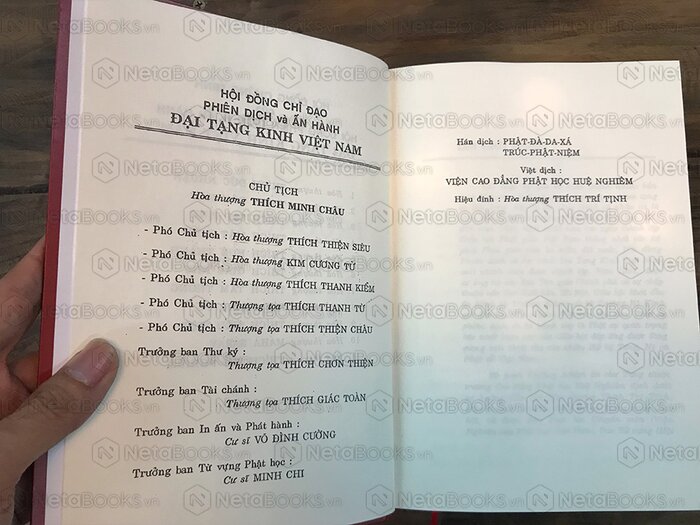 HỘI ĐỒNG CHỈ ĐẠO
PHIÊN DỊCH và ẤN HÀNH
ĐẠI TẠNG KINH VIỆT NAM
CHỦ TỊCH
Hòa thượng THÍCH MINH CHÂU
- Phó Chủ tịch : Hòa thượng THÍCH THIỆN SIÊU
- Phó Chủ tịch : Hòa thượng KIM CƯƠNG TỬ
- Phó Chủ tịch : Hòa thượng THÍCH THANH KIỂM
- Phó Chủ tịch : Thượng tọa THÍCH THANH TỪ
- Phó Chủ tịch : Thượng tọa THÍCH THIỆN CHÂU
Trưởng ban Thư ký :
Thượng tọa THÍCH CHƠN THIỆN
Trưởng ban Tài chánh :
Thượng tọa THÍCH GIÁC TOÀN
Trưởng ban In ấn và Phát hành :
Cư sĩ VÕ ĐÌNH CƯỜNG
Trưởng ban Từ vựng Phật học :
Cư sĩ MINH CHI
Hán dịch : PHẬT-ĐÀ-DA-XÁ
TRÚC-PHẬT-NIỆM
Việt dịch :
VIỆN CAO ĐẲNG PHẬT HỌC HUỆ NGHIÊM
Hiệu đính : Hòa thượng THÍCH TRÍ TỊNH
NetaBooks.vn